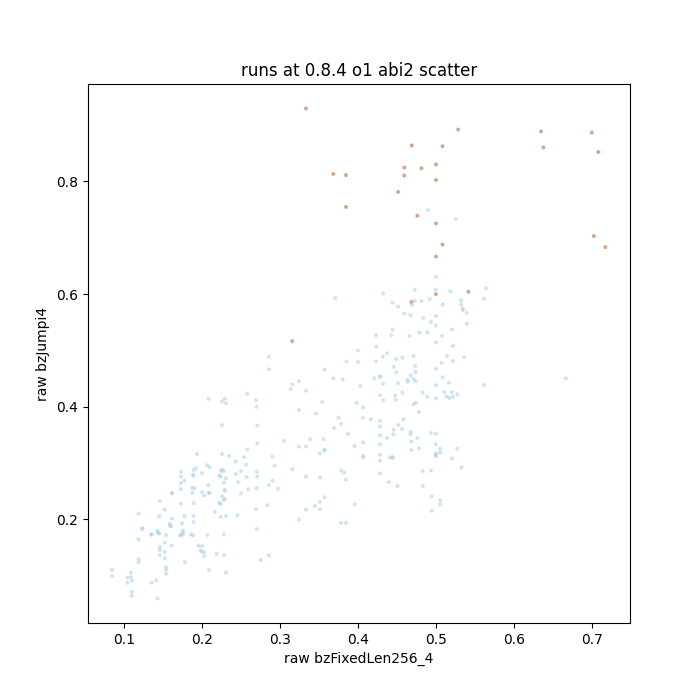 runs at 0.8.4 o1 abi2 scatter
0.8
0.6
0.4
0.2
raw bzJumpi4
0.1 0.2 0.3 0.4 0.5 0.6 0.7
raw bzFixedLen256_4